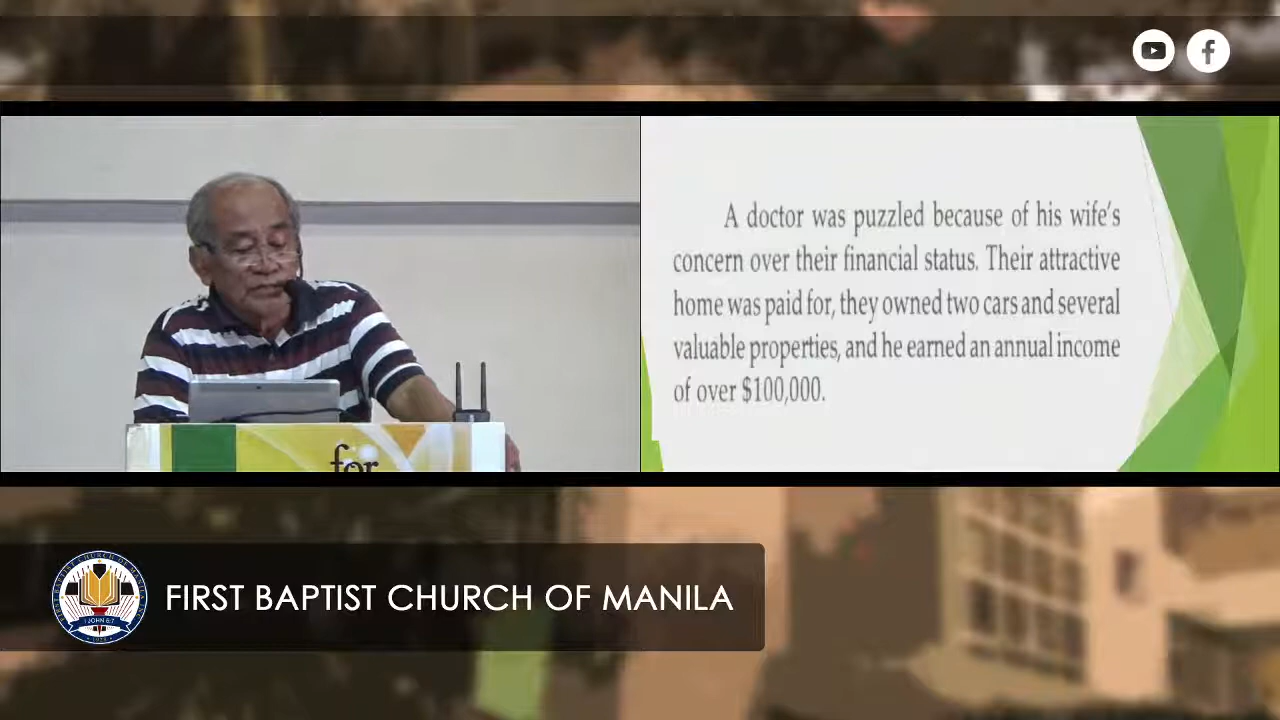 A doctor was puzzled because of his wife's
concern over their financial status. Their attractive
home was paid for, they owned two cars and several
valuable properties, and he earned an annual income
of over $100,000.
for
FIRST BAPTIST CHURCH OF MANILA